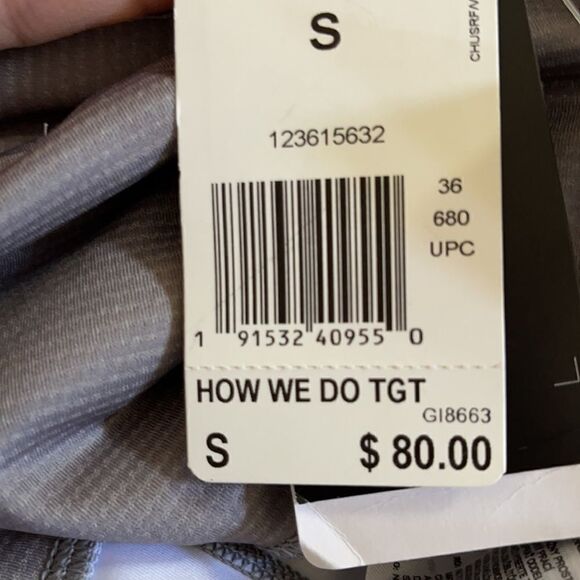 S
CHUSRF/
123615632
36
680
UPC
1 91532 40955 0
HOW WE DO TGT
GI8663
S $ 80.00